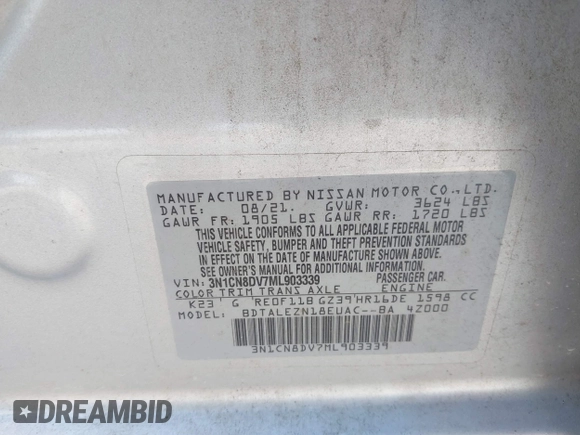 MANUFACTURED BY NISSAN MOTOR CO.,LTD.
DATE: 08/21. GVWR: 3624 LBS
GAWR FR: 1905 LBS GAWR RR: 1720 LBS
THIS VEHICLE CONFORMS TO ALL APPLICABLE FEDERAL MOTOR
VEHICLE SAFETY, BUMPER AND THEFT PREVENTION STANDARDS
IN EFFECT ON THE DATE OF MANUFACTURE SHOWN ABOVE.
SEE OWNER'S MANUAL FOR ADDITIONAL INFORMATION.
VIN: 3N1CN8DV7ML903339 PASSENGER CAR.
COLOR TRIM TRANS AXLE ENGINE
K23 G RE0F11B GZ39 HR16DE 1598 CC
MODEL: BDTALEZN18EUAC--BA 4Z000
3N1CN8DV7ML903339
DREAMBID